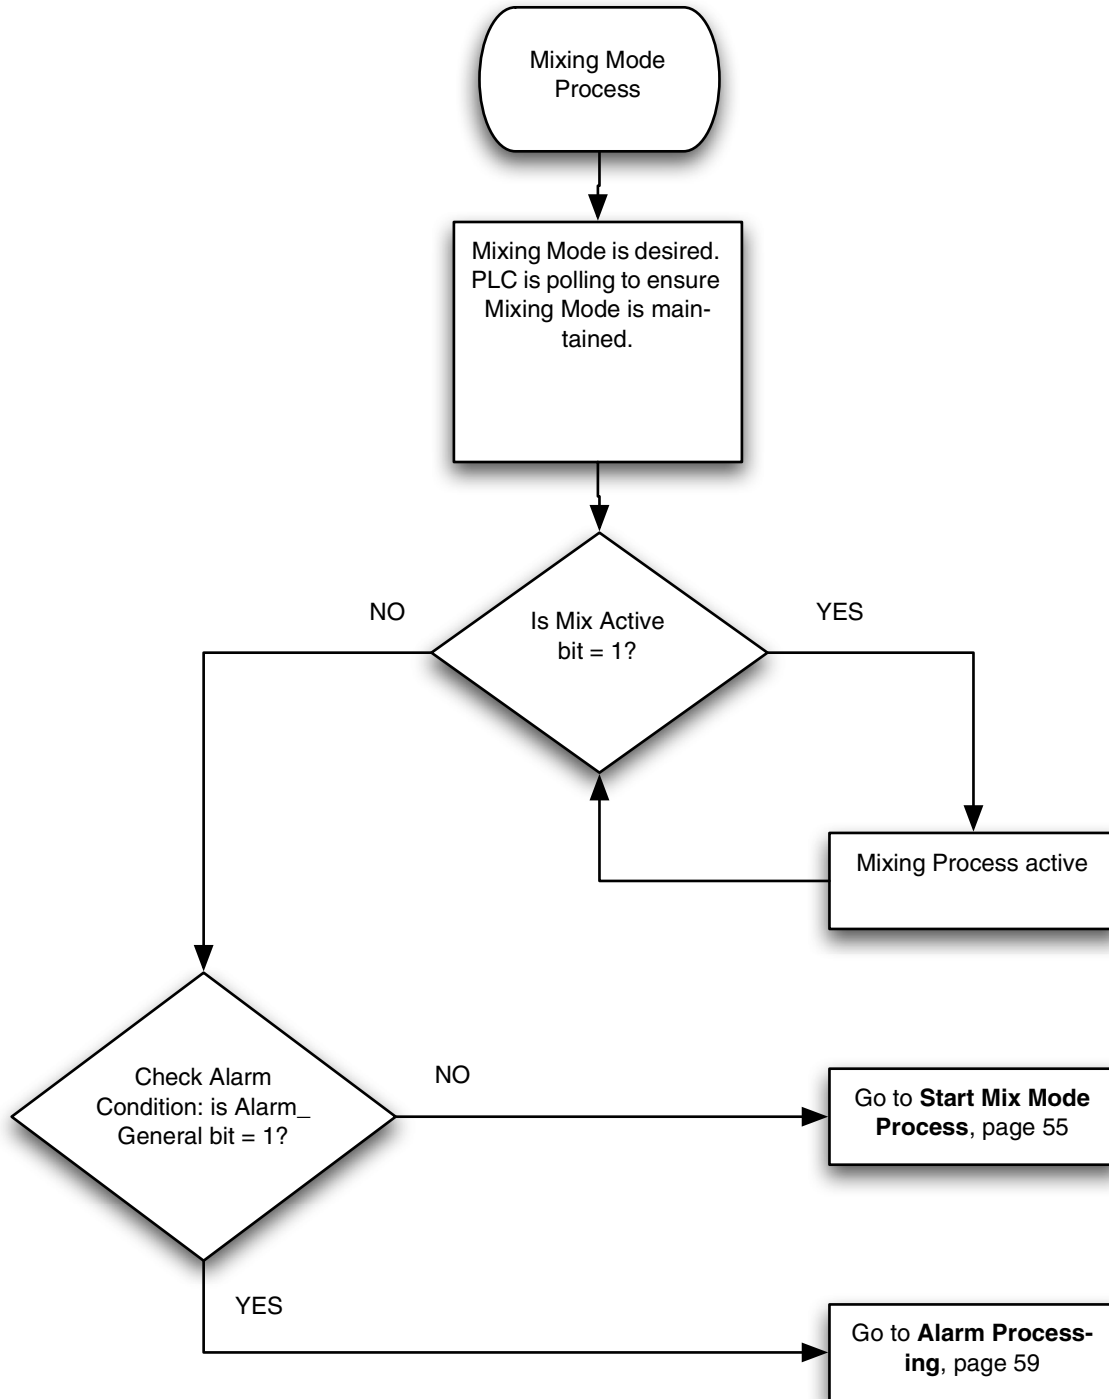 Mixing Mode
Process
Mixing Mode is desired.
PLC is polling to ensure
Mixing Mode is main-
tained.
NO
Is Mix Active
bit = 1?
YES
Mixing Process active
Check Alarm
Condition: is Alarm_
General bit = 1?
NO
Go to Start Mix Mode
Process, page 55
YES
Go to Alarm Process-
ing, page 59